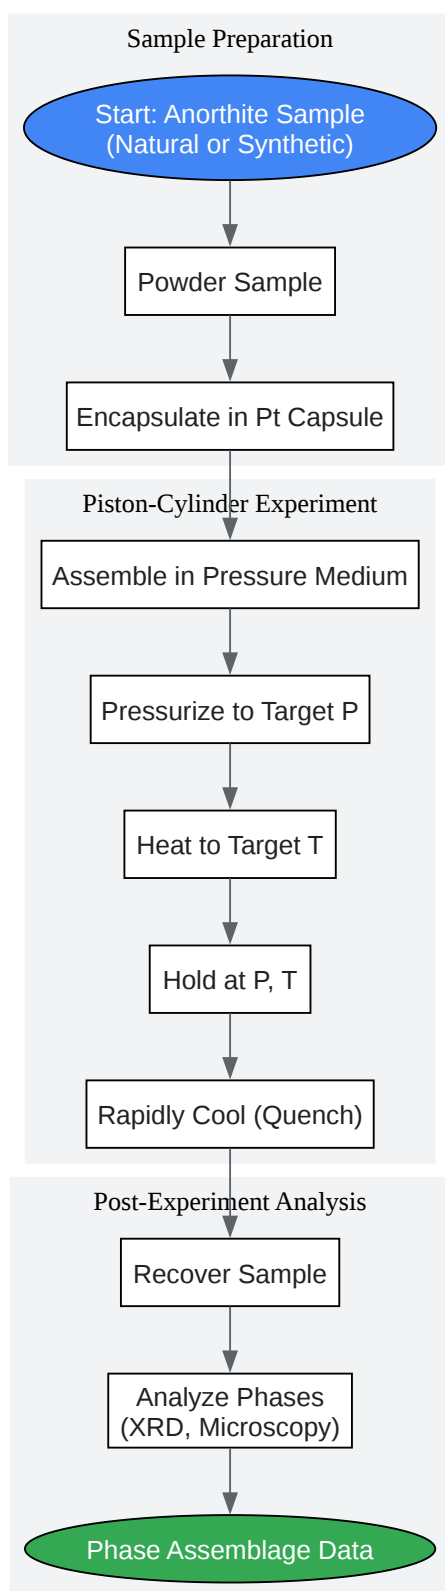 Sample Preparation
Start: Anorthite Sample
(Natural or Synthetic)
Powder Sample
Encapsulate in Pt Capsule
Piston-Cylinder Experiment
Assemble in Pressure Medium
Pressurize to Target P
Heat to Target T
Hold at P, T
Rapidly Cool (Quench)
Post-Experiment Analysis
Recover Sample
Analyze Phases
(XRD, Microscopy)
Phase Assemblage Data